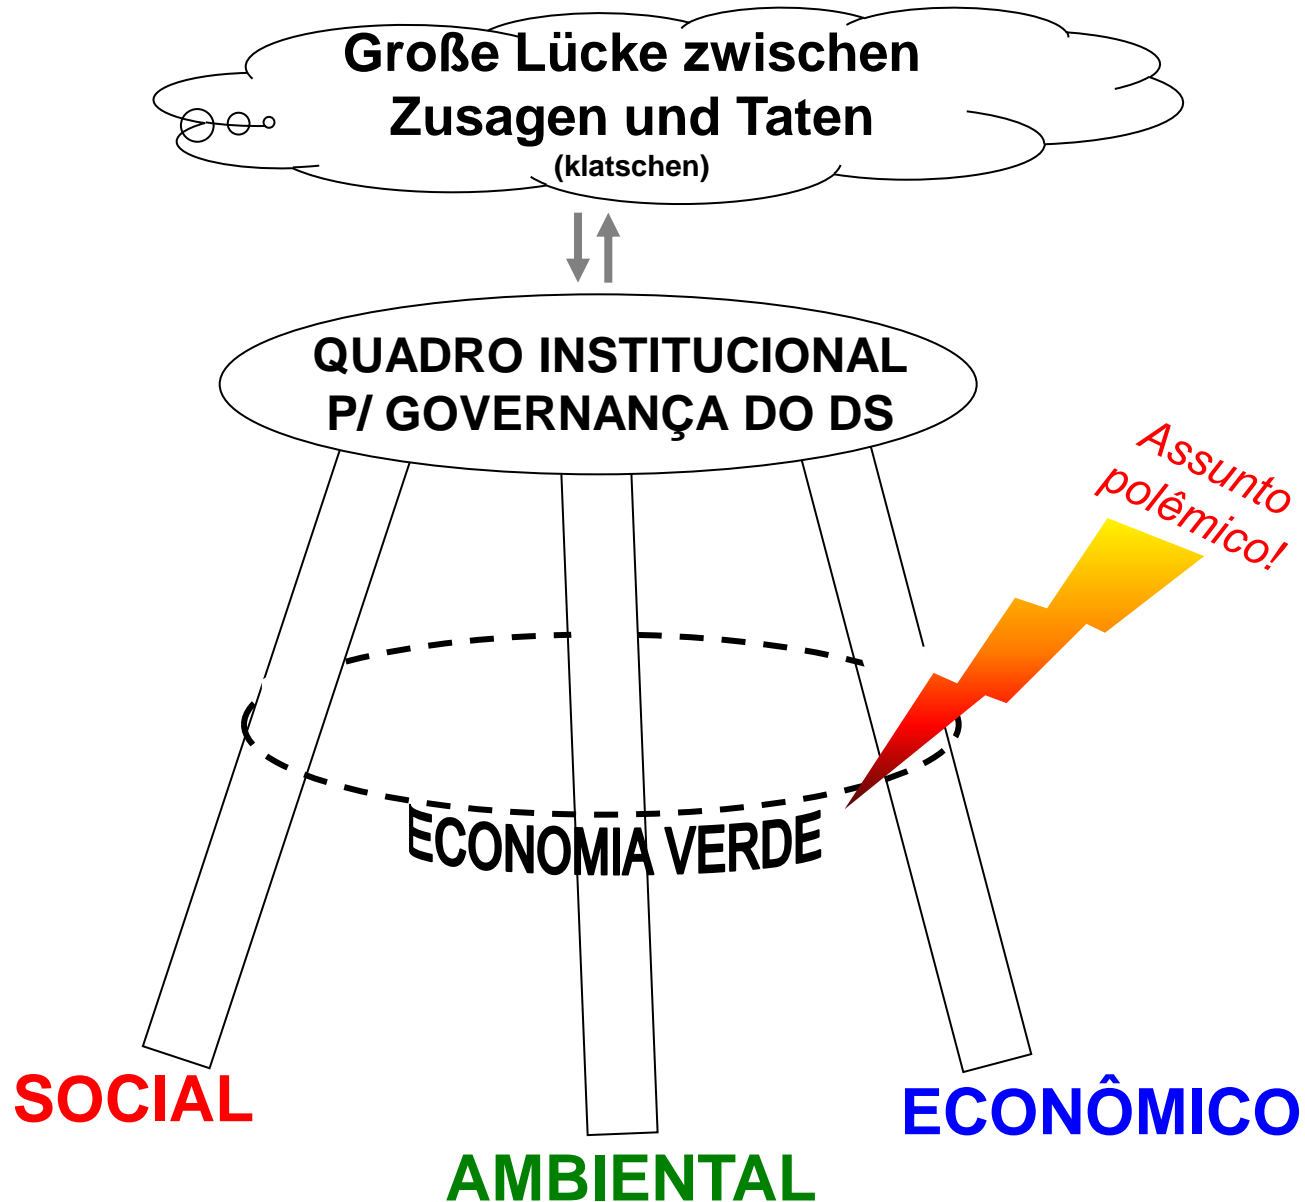 Große Lücke zwischen
Zusagen und Taten
(klatschen)
QUADRO INSTITUCIONAL
P/ GOVERNANÇA DO DS
Assunto
polêmico!
ECONOMIA VERDE
SOCIAL
ECONÔMICO
AMBIENTAL